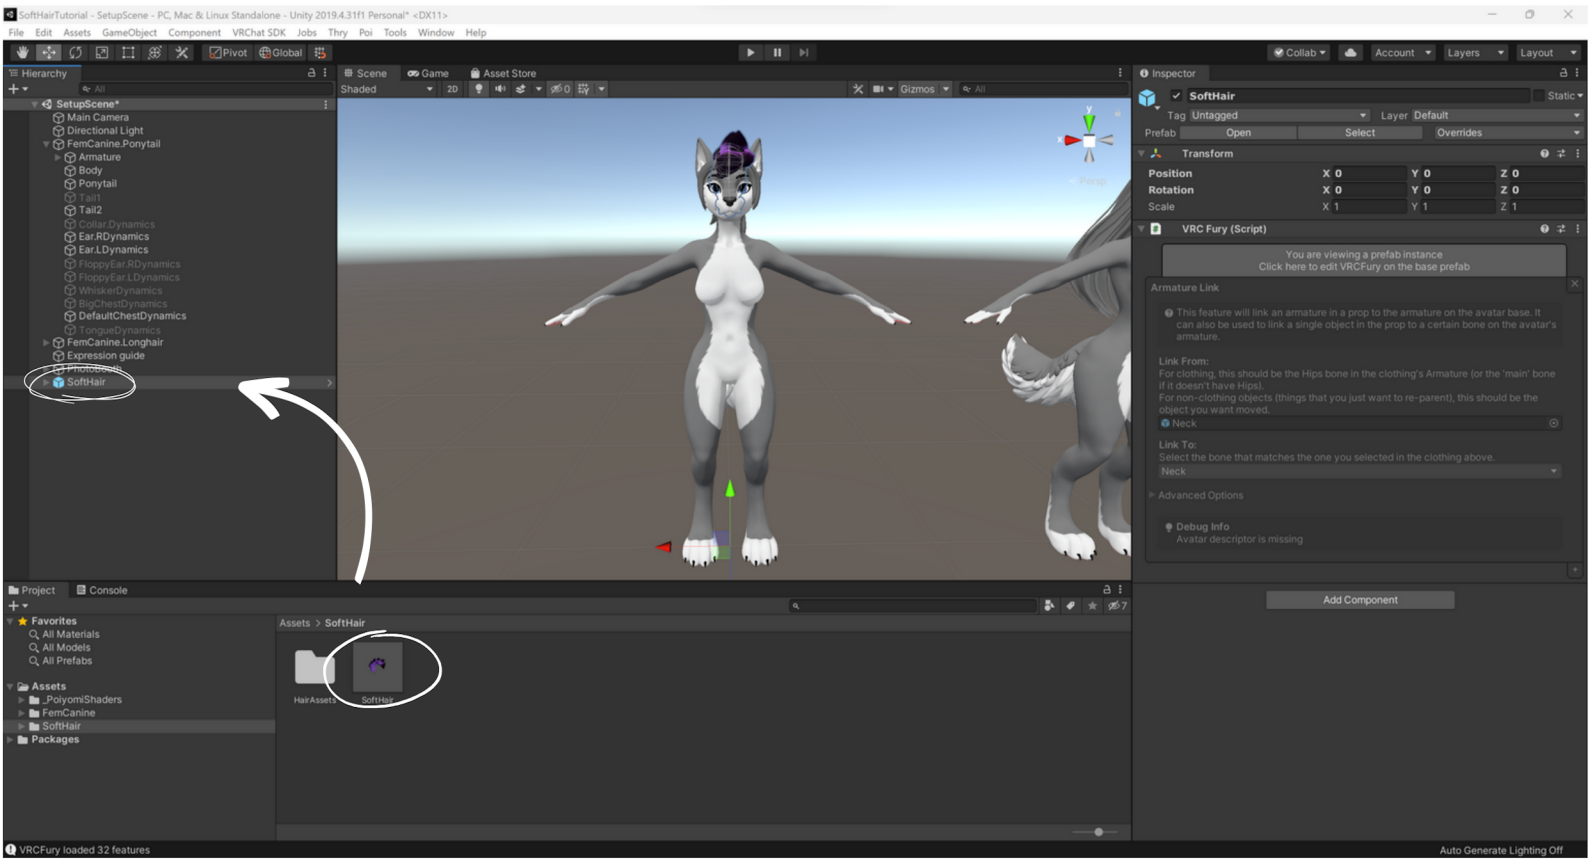 SoftHairTutorial - SetupScene - PC, Mac & Linux Standalone - Unity 2019.4.31f1 Personal* <DX11>
File Edit Assets GameObject Component VRChat SDK Jobs Thry Poi Tools Window Help
Pivot Global Collab Account Layers Layout
Hierarchy
All
SetupScene*
Main Camera
Directional Light
FemCanine.Ponytail
Armature
Body
Ponytail
Tail1
Tail2
Collar.Dynamics
Ear.RDynamics
Ear.LDynamics
FloppyEar.RDynamics
FloppyEar.LDynamics
WhiskerDynamics
BigChestDynamics
DefaultChestDynamics
TongueDynamics
FemCanine.Longhair
Expression guide
PhotoBooth
SoftHair
Scene Game Asset Store
Shaded 2D 0 Gizmos All
y
x
Persp
Inspector
SoftHair Static
Tag Untagged Layer Default
Prefab Open Select Overrides
Transform
Position X 0 Y 0 Z 0
Rotation X 0 Y 0 Z 0
Scale X 1 Y 1 Z 1
VRC Fury (Script)
You are viewing a prefab instance
Click here to edit VRCFury on the base prefab
Armature Link
This feature will link an armature in a prop to the armature on the avatar base. It
can also be used to link a single object in the prop to a certain bone on the avatar's
armature.
Link From:
For clothing, this should be the Hips bone in the clothing's Armature (or the 'main' bone
if it doesn't have Hips).
For non-clothing objects (things that you just want to re-parent), this should be the
object you want moved.
Neck
Link To:
Select the bone that matches the one you selected in the clothing above.
Neck
Advanced Options
Debug Info
Avatar descriptor is missing
Add Component
Project Console
7
Favorites
All Materials
All Models
All Prefabs
Assets
_PoiyomiShaders
FemCanine
SoftHair
Packages
Assets > SoftHair
HairAssets SoftHair
VRCFury loaded 32 features
Auto Generate Lighting Off